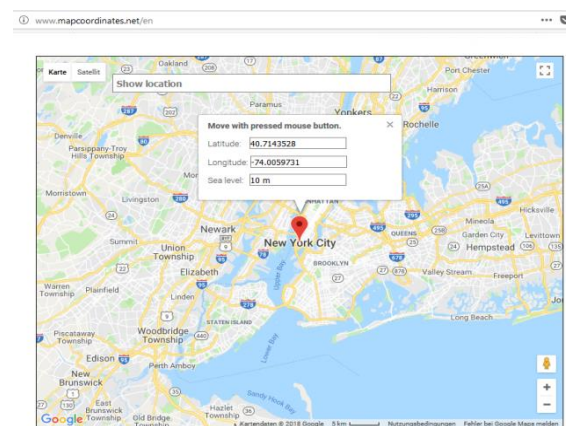 www.mapcoordinates.net/en
Karte Satellit
Show location
Oakland
Port Chester
Harrison
Paramus
Yonkers
Rochelle
Move with pressed mouse button.
Latitude: 40.7143528
Longitude: -74.0059731
Sea level: 10 m
Denville
Parsippany-Troy
Hills Township
Morristown
Livingston
MANHATTAN
Hicksville
Mineola
Newark
QUEENS
Garden City
Levittown
Summit
Union
Township
New York City
Hempstead
BROOKLYN
Elizabeth
Valley Stream
Freeport
Warren
Township
Plainfield
Upper Bay
Linden
Long Beach
STATEN ISLAND
Piscataway
Township
Woodbridge
Township
Lower Bay
Edison
Perth Amboy
New
Brunswick
Sandy Hook Bay
East
Brunswick
Township
Old Bridge
Township
Hazlet
Township
Google
Kartendaten © 2018 Google 5 km Nutzungsbedingungen Fehler bei Google Maps melden